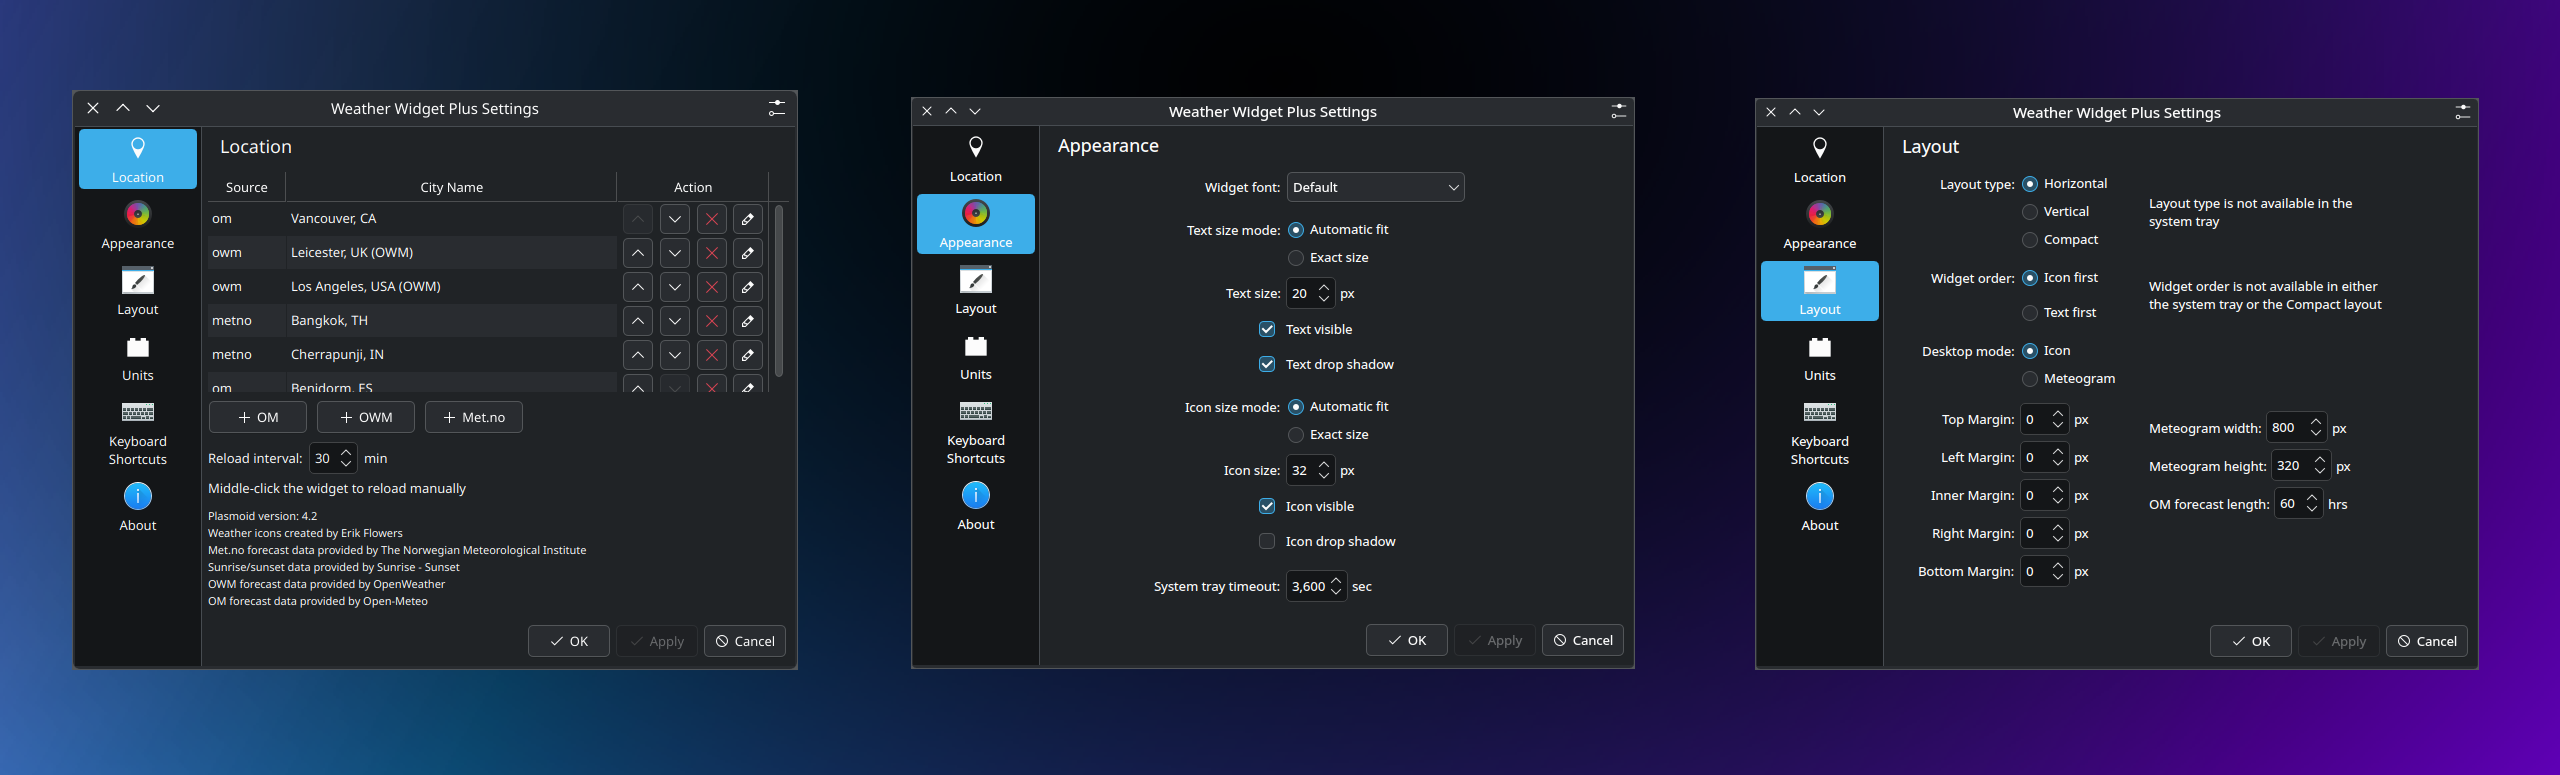 Weather Widget Plus Settings
Location
Appearance
Layout
Units
Keyboard
Shortcuts
About
Location
Source City Name Action
om Vancouver, CA
owm Leicester, UK (OWM)
owm Los Angeles, USA (OWM)
metno Bangkok, TH
metno Cherrapunji, IN
om Benidorm, ES
OM OWM Met.no
Reload interval: 30 min
Middle-click the widget to reload manually
Plasmoid version: 4.2
Weather icons created by Erik Flowers
Met.no forecast data provided by The Norwegian Meteorological Institute
Sunrise/sunset data provided by Sunrise - Sunset
OWM forecast data provided by OpenWeather
OM forecast data provided by Open-Meteo
OK Apply Cancel
Weather Widget Plus Settings
Location
Appearance
Layout
Units
Keyboard
Shortcuts
About
Appearance
Widget font: Default
Text size mode: Automatic fit
Exact size
Text size: 20 px
Text visible
Text drop shadow
Icon size mode: Automatic fit
Exact size
Icon size: 32 px
Icon visible
Icon drop shadow
System tray timeout: 3,600 sec
OK Apply Cancel
Weather Widget Plus Settings
Location
Appearance
Layout
Units
Keyboard
Shortcuts
About
Layout
Layout type: Horizontal
Vertical
Compact
Layout type is not available in the
system tray
Widget order: Icon first
Text first
Widget order is not available in either
the system tray or the Compact layout
Desktop mode: Icon
Meteogram
Top Margin: 0 px
Left Margin: 0 px
Inner Margin: 0 px
Right Margin: 0 px
Bottom Margin: 0 px
Meteogram width: 800 px
Meteogram height: 320 px
OM forecast length: 60 hrs
OK Apply Cancel